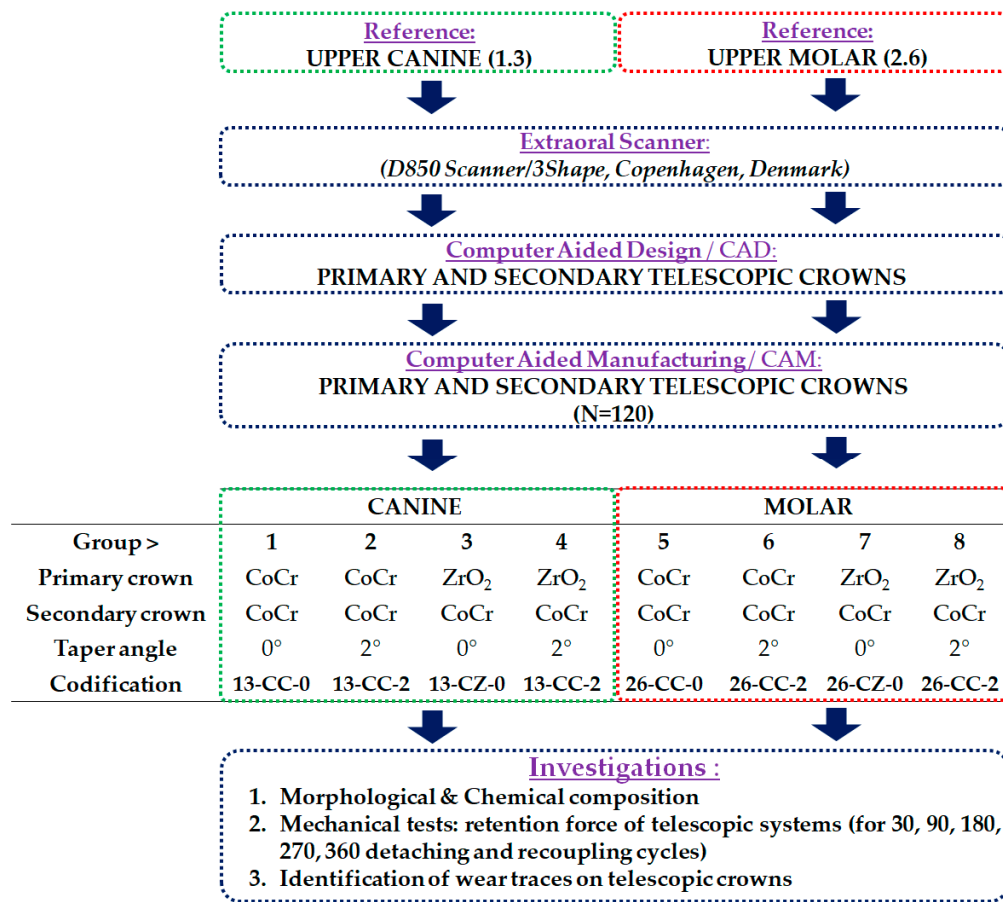 Reference:
UPPER CANINE (1.3)
Reference:
UPPER MOLAR (2.6)
Extraoral Scanner:
(D850 Scanner/3Shape, Copenhagen, Denmark)
Computer Aided Design / CAD:
PRIMARY AND SECONDARY TELESCOPIC CROWNS
Computer Aided Manufacturing/ CAM:
PRIMARY AND SECONDARY TELESCOPIC CROWNS
(N=120)
CANINE MOLAR
Group > 1 2 3 4 5 6 7 8
Primary crown CoCr CoCr ZrO₂ ZrO₂ CoCr CoCr ZrO₂ ZrO₂
Secondary crown CoCr CoCr CoCr CoCr CoCr CoCr CoCr CoCr
Taper angle 0° 2° 0° 2° 0° 2° 0° 2°
Codification 13-CC-0 13-CC-2 13-CZ-0 13-CC-2 26-CC-0 26-CC-2 26-CZ-0 26-CC-2
Investigations :
1. Morphological & Chemical composition
2. Mechanical tests: retention force of telescopic systems (for 30, 90, 180,
270, 360 detaching and recoupling cycles)
3. Identification of wear traces on telescopic crowns